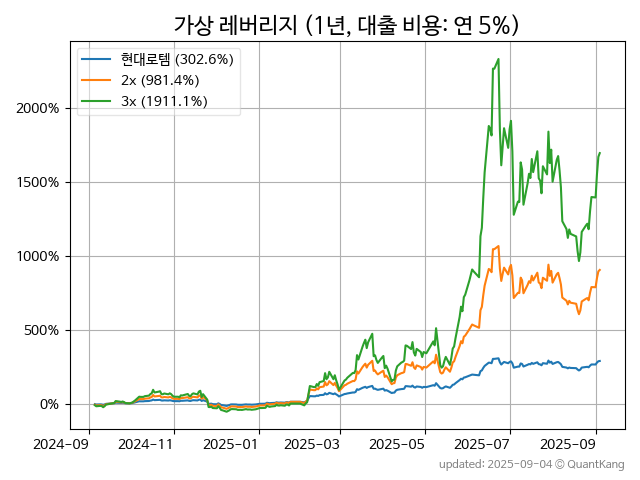 가상 레버리지 (1년, 대출 비용: 연 5%)
현대로템 (302.6%)
2x (981.4%)
3x (1911.1%)
2000%
1500%
1000%
500%
0%
2024-09 2024-11 2025-01 2025-03 2025-05 2025-07 2025-09
updated: 2025-09-04 © QuantKang